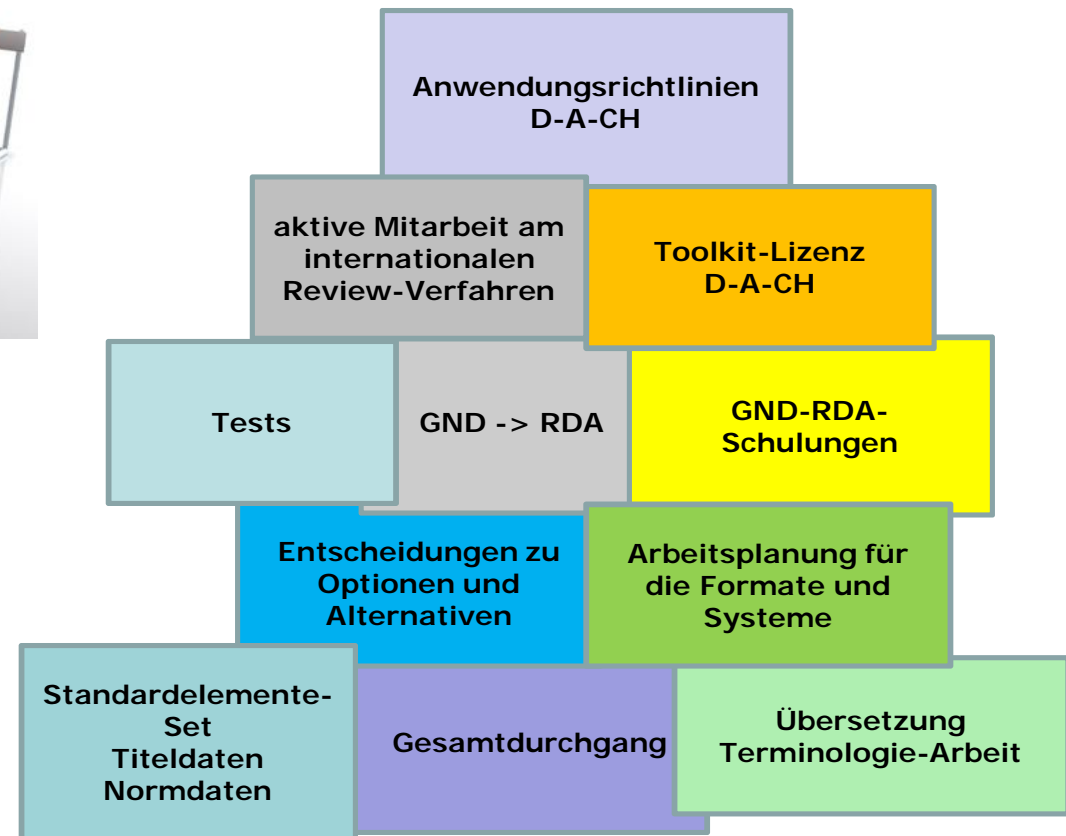 Anwendungsrichtlinien
D-A-CH
aktive Mitarbeit am
internationalen
Review-Verfahren
Toolkit-Lizenz
D-A-CH
Tests
GND -> RDA
GND-RDA-
Schulungen
Entscheidungen zu
Optionen und
Alternativen
Arbeitsplanung für
die Formate und
Systeme
Standardelemente-
Set
Titeldaten
Normdaten
Gesamtdurchgang
Übersetzung
Terminologie-Arbeit